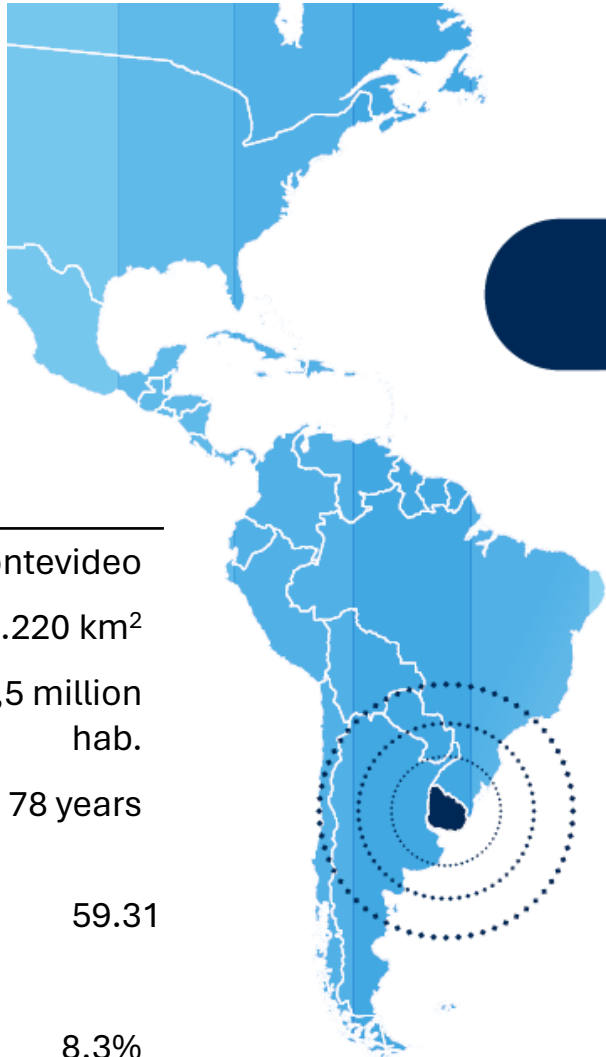 ontevideo
.220 km²
,5 million
hab.
78 years
59.31
8.3%